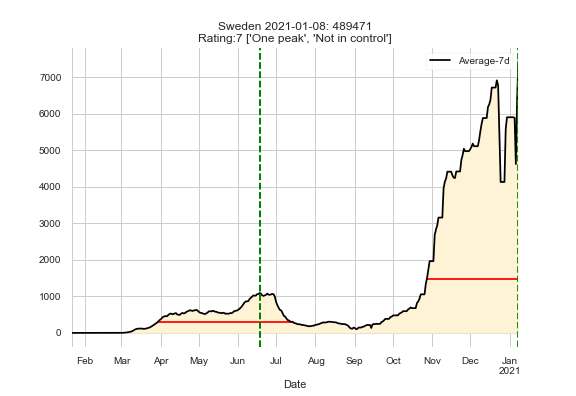 Sweden 2021-01-08: 489471
Rating:7 ['One peak', 'Not in control']
Average-7d
7000
6000
5000
4000
3000
2000
1000
0
Feb Mar Apr May Jun Jul Aug Sep Oct Nov Dec Jan
2021
Date